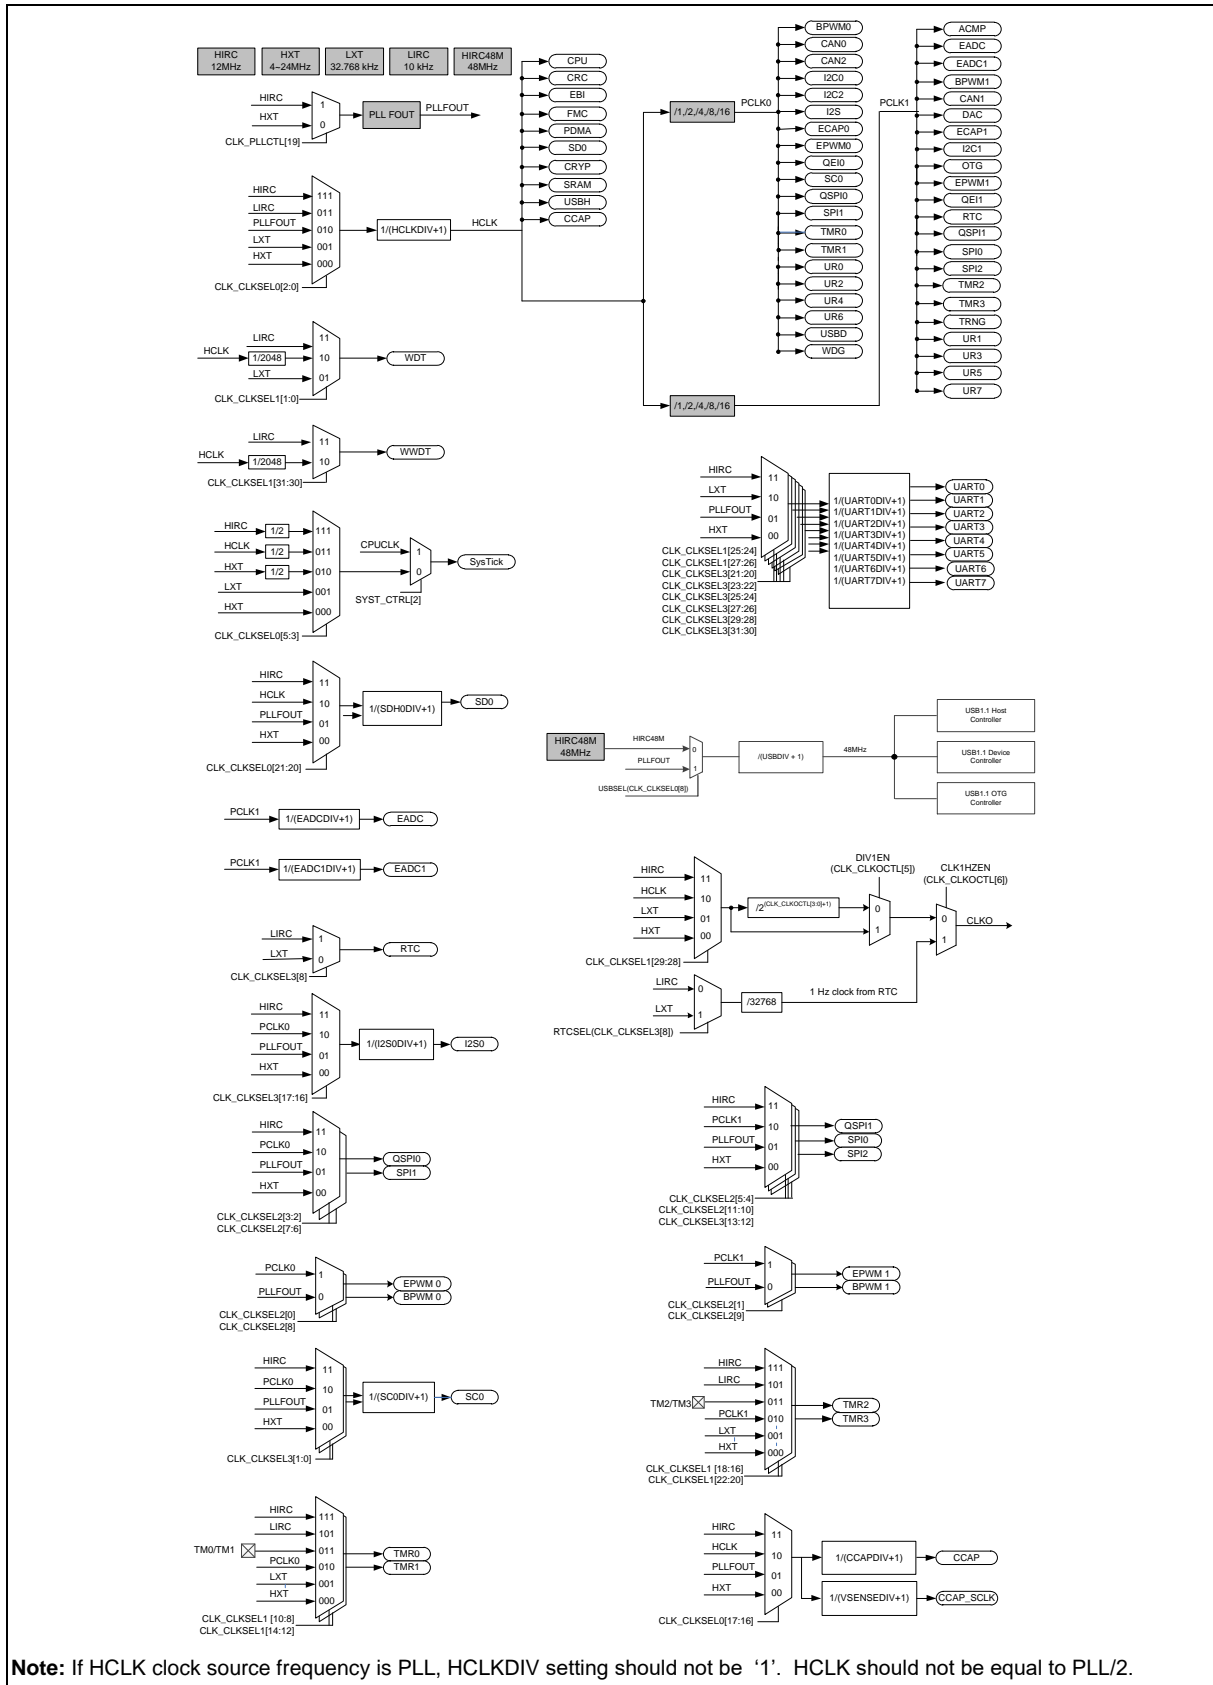 HIRC
12MHz
HXT
4~24MHz
LXT
32.768 kHz
LIRC
10 kHz
HIRC48M
48MHz
HIRC
HXT
1
0
CLK_PLLCTL[19]
PLL FOUT
PLLFOUT
HIRC
LIRC
PLLFOUT
LXT
HXT
111
011
010
001
000
CLK_CLKSEL0[2:0]
1/(HCLKDIV+1)
HCLK
CPU
CRC
EBI
FMC
PDMA
SD0
CRYP
SRAM
USBH
CCAP
/1,/2,/4,/8,/16
PCLK0
BPWM0
CAN0
CAN2
I2C0
I2C2
I2S
ECAP0
EPWM0
QEI0
SC0
QSPI0
SPI1
TMR0
TMR1
UR0
UR2
UR4
UR6
USBD
WDG
/1,/2,/4,/8,/16
PCLK1
ACMP
EADC
EADC1
BPWM1
CAN1
DAC
ECAP1
I2C1
OTG
EPWM1
QEI1
RTC
QSPI1
SPI0
SPI2
TMR2
TMR3
TRNG
UR1
UR3
UR5
UR7
LIRC
HCLK
1/2048
LXT
11
10
01
CLK_CLKSEL1[1:0]
WDT
LIRC
HCLK
1/2048
11
10
CLK_CLKSEL1[31:30]
WWDT
HIRC
1/2
HCLK
1/2
HXT
1/2
LXT
HXT
111
011
010
001
000
CLK_CLKSEL0[5:3]
CPUCLK
1
0
SYST_CTRL[2]
SysTick
HIRC
LXT
PLLFOUT
HXT
11
10
01
00
CLK_CLKSEL1[25:24]
CLK_CLKSEL1[27:26]
CLK_CLKSEL3[21:20]
CLK_CLKSEL3[23:22]
CLK_CLKSEL3[25:24]
CLK_CLKSEL3[27:26]
CLK_CLKSEL3[29:28]
CLK_CLKSEL3[31:30]
1/(UART0DIV+1)
1/(UART1DIV+1)
1/(UART2DIV+1)
1/(UART3DIV+1)
1/(UART4DIV+1)
1/(UART5DIV+1)
1/(UART6DIV+1)
1/(UART7DIV+1)
UART0
UART1
UART2
UART3
UART4
UART5
UART6
UART7
HIRC
HCLK
PLLFOUT
HXT
11
10
01
00
CLK_CLKSEL0[21:20]
1/(SDH0DIV+1)
SD0
HIRC48M
48MHz
HIRC48M
PLLFOUT
0
1
USBSEL(CLK_CLKSEL0[8])
/(USBDIV + 1)
48MHz
USB1.1 Host
Controller
USB1.1 Device
Controller
USB1.1 OTG
Controller
PCLK1
1/(EADCDIV+1)
EADC
PCLK1
1/(EADC1DIV+1)
EADC1
HIRC
HCLK
LXT
HXT
11
10
01
00
CLK_CLKSEL1[29:28]
/2(CLK_CLKOCTL[3:0]+1)
DIV1EN
(CLK_CLKOCTL[5])
0
1
CLK1HZEN
(CLK_CLKOCTL[6])
0
1
CLKO
LIRC
LXT
0
1
RTCSEL(CLK_CLKSEL3[8])
/32768
1 Hz clock from RTC
LIRC
LXT
1
0
CLK_CLKSEL3[8]
RTC
HIRC
PCLK0
PLLFOUT
HXT
11
10
01
00
CLK_CLKSEL3[17:16]
1/(I2S0DIV+1)
I2S0
HIRC
PCLK0
PLLFOUT
HXT
11
10
01
00
CLK_CLKSEL2[3:2]
CLK_CLKSEL2[7:6]
QSPI0
SPI1
HIRC
PCLK1
PLLFOUT
HXT
11
10
01
00
CLK_CLKSEL2[5:4]
CLK_CLKSEL2[11:10]
CLK_CLKSEL3[13:12]
QSPI1
SPI0
SPI2
PCLK0
PLLFOUT
1
0
CLK_CLKSEL2[0]
CLK_CLKSEL2[8]
EPWM 0
BPWM 0
PCLK1
PLLFOUT
1
0
CLK_CLKSEL2[1]
CLK_CLKSEL2[9]
EPWM 1
BPWM 1
HIRC
PCLK0
PLLFOUT
HXT
11
10
01
00
CLK_CLKSEL3[1:0]
1/(SC0DIV+1)
SC0
HIRC
LIRC
TM2/TM3
PCLK1
LXT
HXT
111
101
011
010
001
000
CLK_CLKSEL1 [18:16]
CLK_CLKSEL1[22:20]
TMR2
TMR3
HIRC
LIRC
TM0/TM1
PCLK0
LXT
HXT
111
101
011
010
001
000
CLK_CLKSEL1 [10:8]
CLK_CLKSEL1[14:12]
TMR0
TMR1
HIRC
HCLK
PLLFOUT
HXT
11
10
01
00
CLK_CLKSEL0[17:16]
1/(CCAPDIV+1)
CCAP
1/(VSENSEDIV+1)
CCAP_SCLK
Note: If HCLK clock source frequency is PLL, HCLKDIV setting should not be ‘1’. HCLK should not be equal to PLL/2.